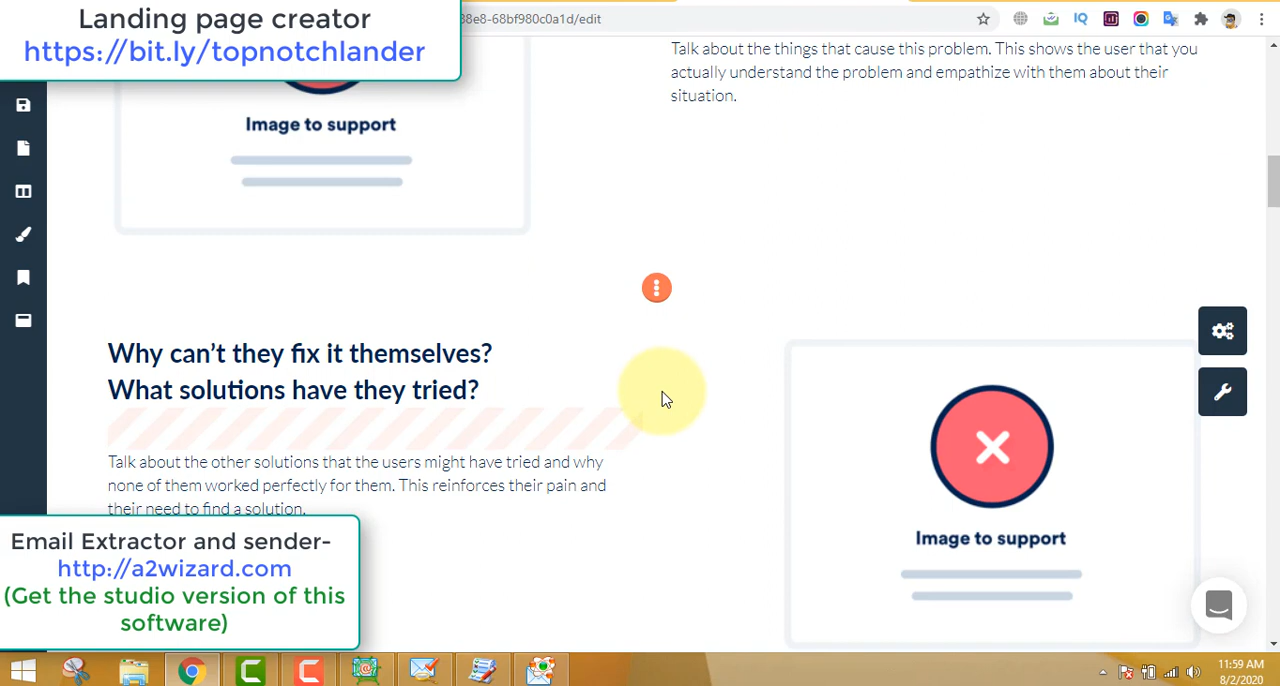 Landing page creator
https://bit.ly/topnotchlander
38e8-68bf980c0a1d/edit
IQ
Talk about the things that cause this problem. This shows the user that you
actually understand the problem and empathize with them about their
situation.
Image to support
Why can't they fix it themselves?
What solutions have they tried?
Talk about the other solutions that the users might have tried and why
none of them worked perfectly for them. This reinforces their pain and
their need to find a solution.
Image to support
Email Extractor and sender-
http://a2wizard.com
(Get the studio version of this
software)
11:59 AM
8/2/2020